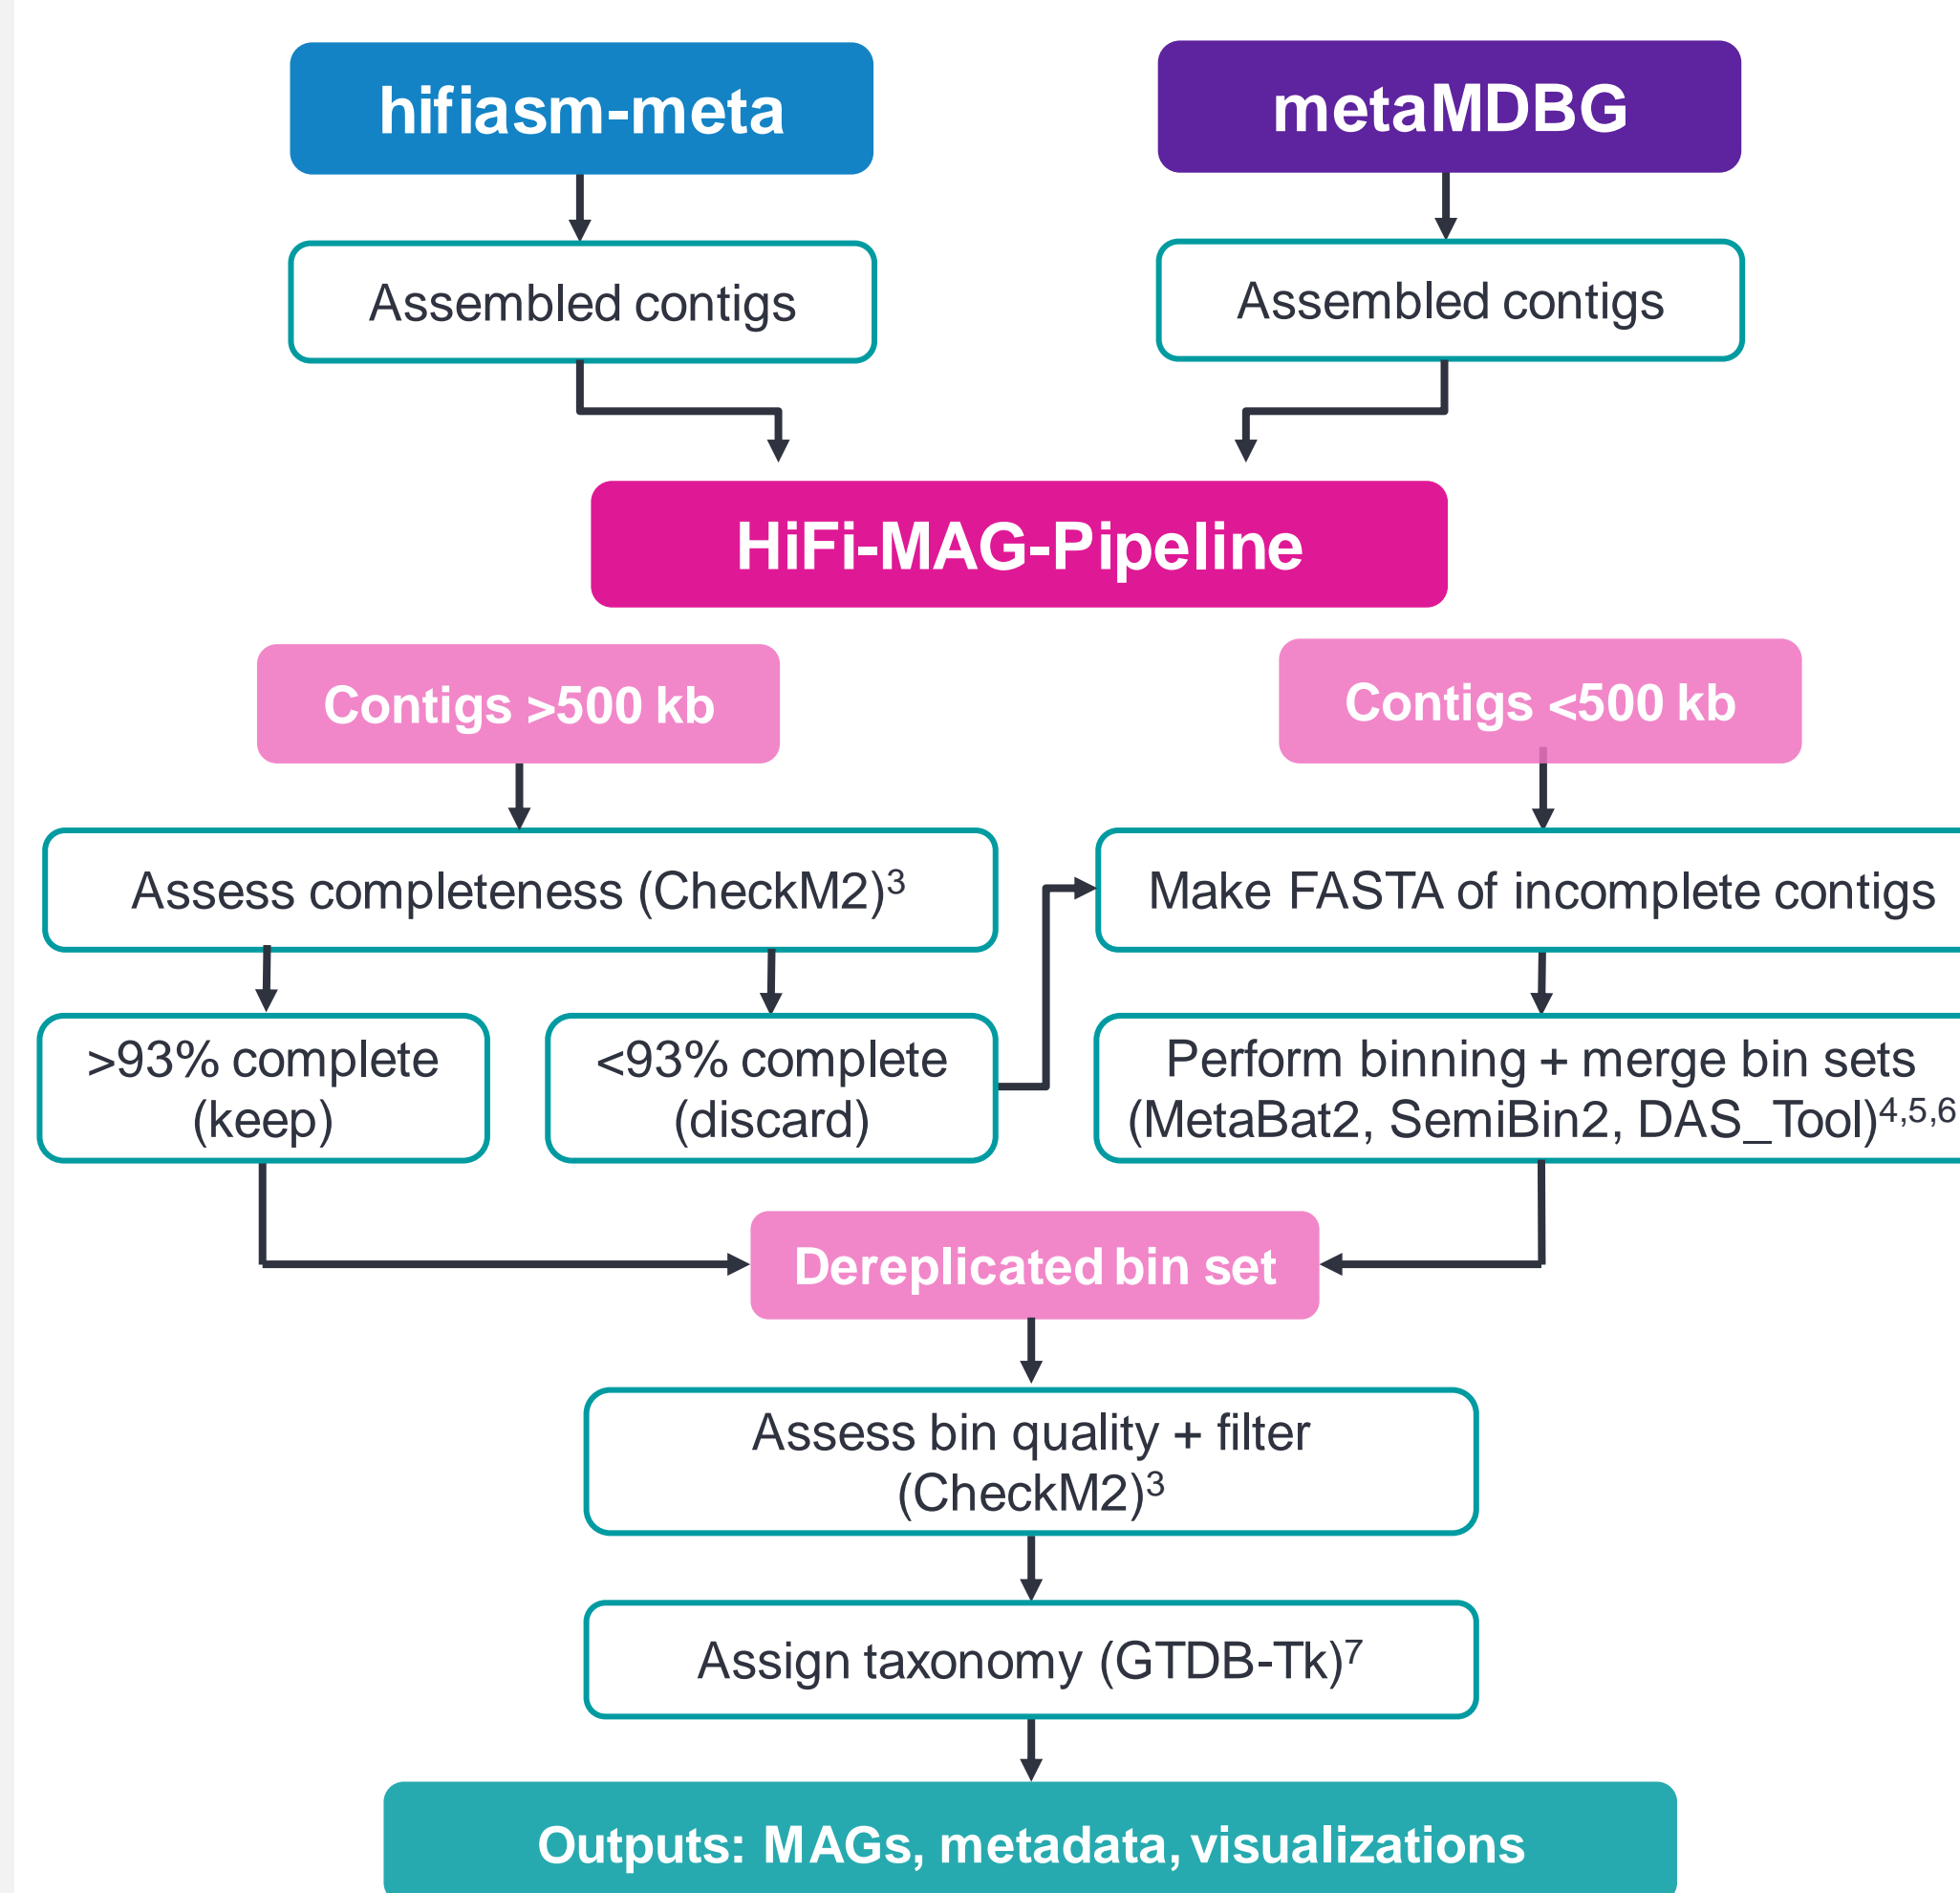 hifiasm-meta
metaMDBG
Assembled contigs
Assembled contigs
HiFi-MAG-Pipeline
Contigs >500 kb
Contigs <500 kb
Assess completeness (CheckM2)³
Make FASTA of incomplete contigs
>93% complete
(keep)
<93% complete
(discard)
Perform binning + merge bin sets
(MetaBat2, SemiBin2, DAS_Tool)⁴,⁵,⁶
Dereplicated bin set
Assess bin quality + filter
(CheckM2)³
Assign taxonomy (GTDB-Tk)⁷
Outputs: MAGs, metadata, visualizations